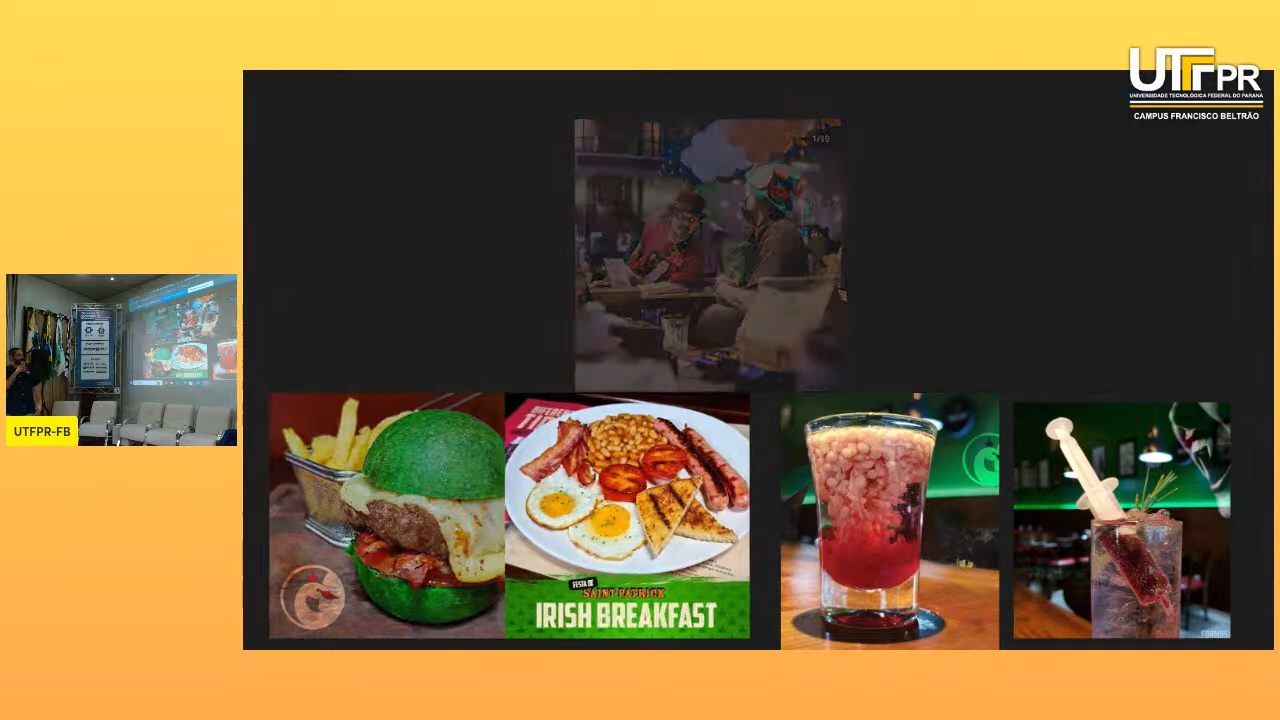 UTFPR
UNIVERSIDADE TECNOLÓGICA FEDERAL DO PARANÁ
CAMPUS FRANCISCO BELTRÃO
1/10
UTFPR-FB
FESTA DE
SAINT PATRICK
IRISH BREAKFAST